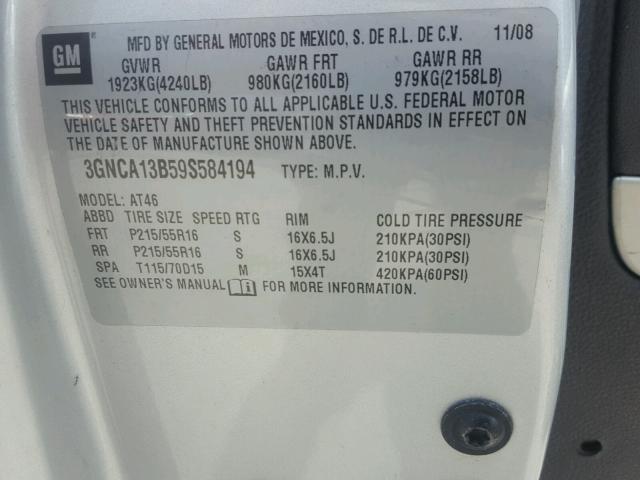 GM
MFD BY GENERAL MOTORS DE MEXICO, S. DE R.L. DE C.V. 11/08
GVWR GAWR FRT GAWR RR
1923KG(4240LB) 980KG(2160LB) 979KG(2158LB)
THIS VEHICLE CONFORMS TO ALL APPLICABLE U.S. FEDERAL MOTOR
VEHICLE SAFETY AND THEFT PREVENTION STANDARDS IN EFFECT ON
THE DATE OF MANUFACTURE SHOWN ABOVE.
3GNCA13B59S584194 TYPE: M.P.V.
MODEL: AT46
ABBD TIRE SIZE SPEED RTG RIM COLD TIRE PRESSURE
FRT P215/55R16 S 16X6.5J 210KPA(30PSI)
RR P215/55R16 S 16X6.5J 210KPA(30PSI)
SPA T115/70D15 M 15X4T 420KPA(60PSI)
SEE OWNER'S MANUAL i FOR MORE INFORMATION.